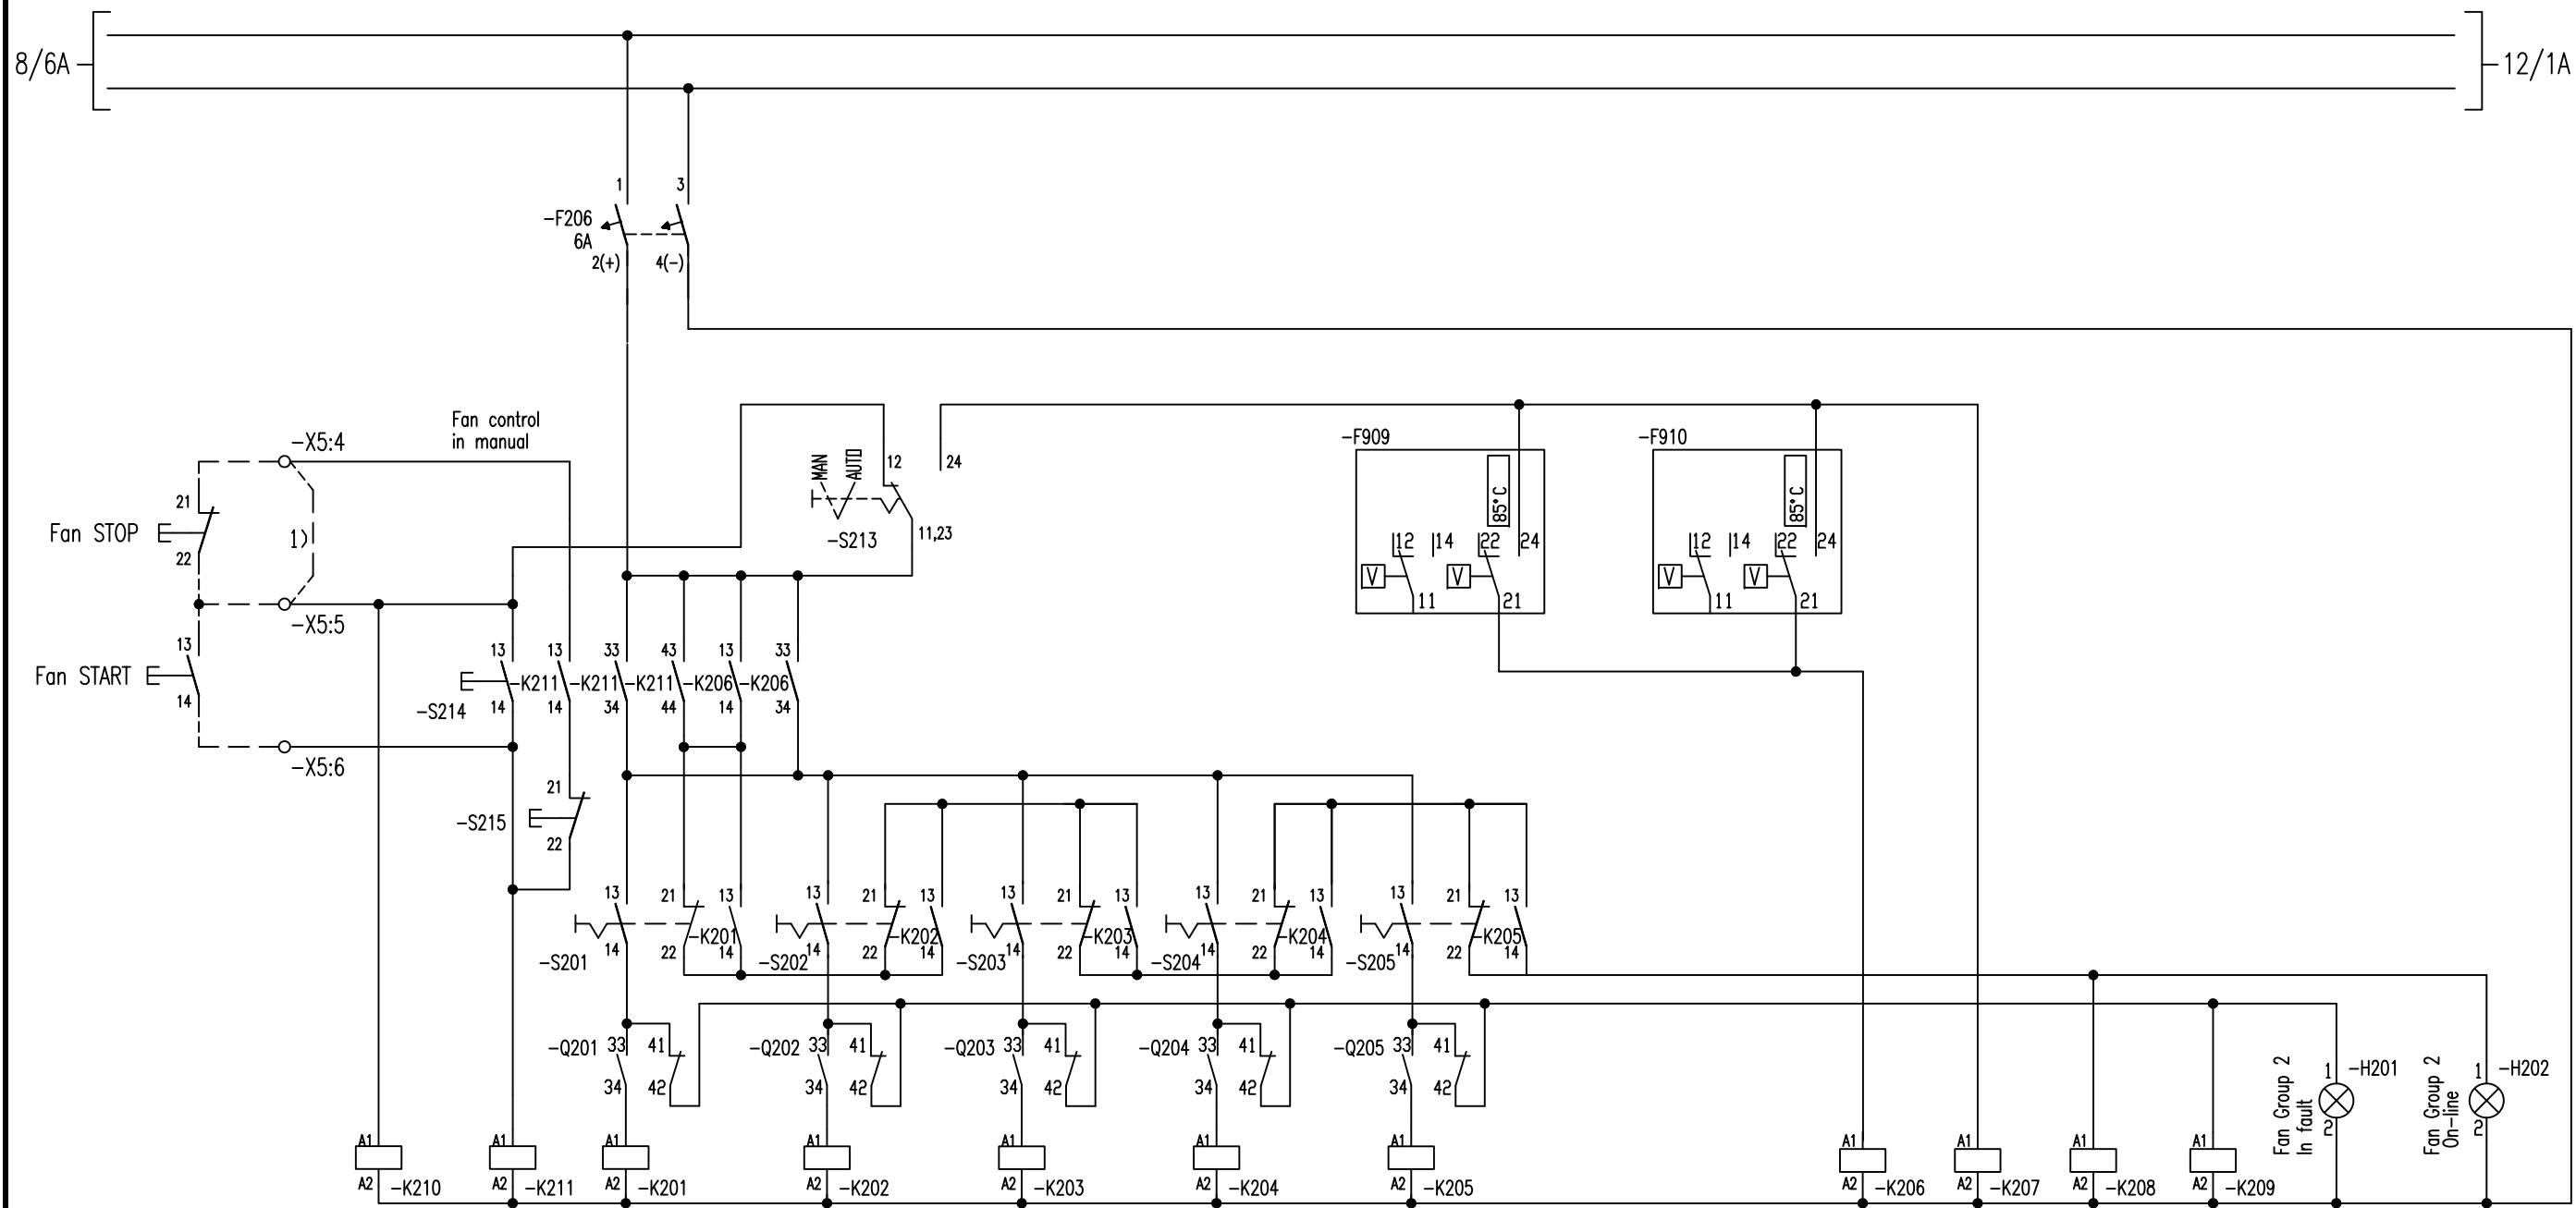 8/6A
12/1A
1 3
-F206
6A
2(+) 4(-)
Fan control
in manual
-X5:4
MAN AUTO 12 24
-F909 -F910
85°C 85°C
21
Fan STOP
22
1)
-S213
11,23
12 14 22 24 12 14 22 24
V V V V
11 21 11 21
-X5:5
13
Fan START
14
13 13 33 43 13 33
-K211 -K211 -K211 -K206 -K206
14 14 34 44 14 34
-S214
-X5:6
21
-S215
22
13 21 13 13 21 13 13 21 13 13 21 13 13 21 13
-K201 -K202 -K203 -K204 -K205
14 22 14 14 22 14 14 22 14 14 22 14 14 22 14
-S201 -S202 -S203 -S204 -S205
-Q201 33 41 -Q202 33 41 -Q203 33 41 -Q204 33 41 -Q205 33 41
34 42 34 42 34 42 34 42 34 42
Fan Group 2
In fault
1 -H201
2
Fan Group 2
On-line
1 -H202
2
A1 A1 A1 A1 A1 A1 A1 A1 A1 A1 A1
A2 -K210 A2 -K211 A2 -K201 A2 -K202 A2 -K203 A2 -K204 A2 -K205 A2 -K206 A2 -K207 A2 -K208 A2 -K209